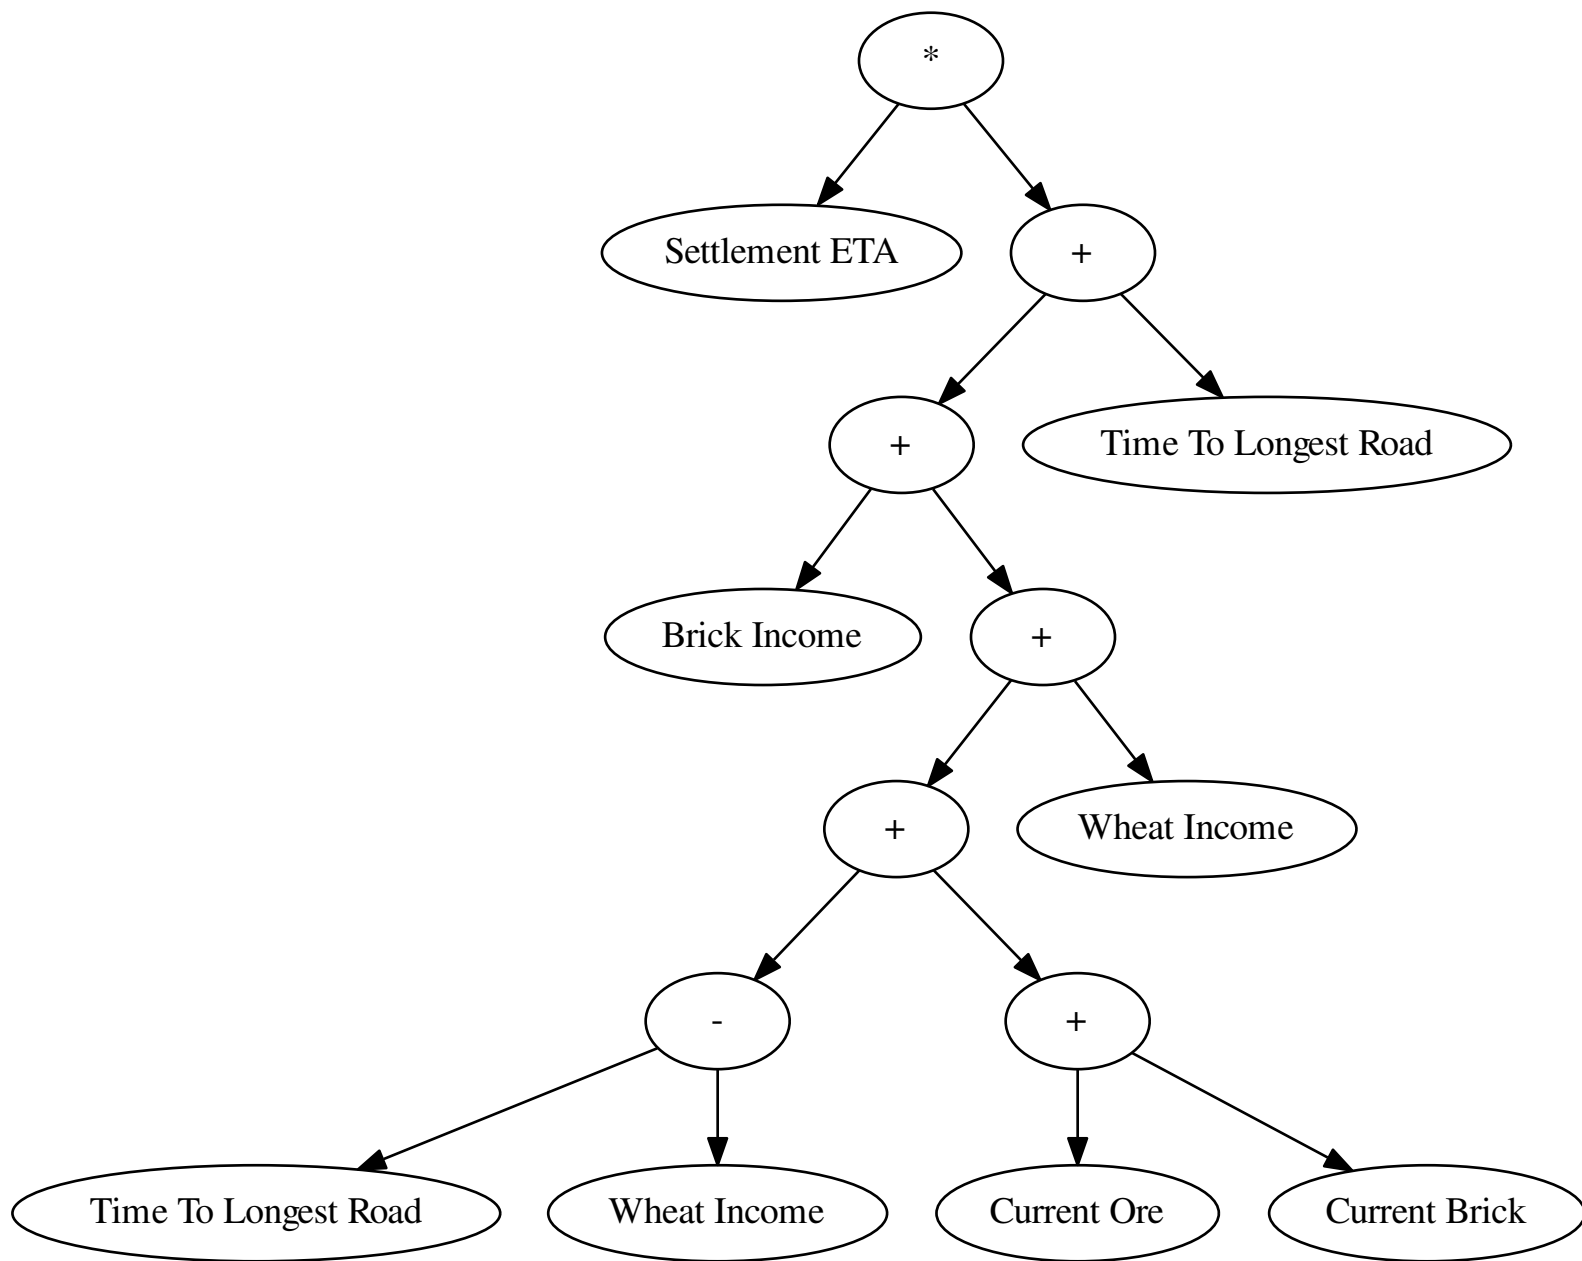 *
Settlement ETA
+
+
Time To Longest Road
Brick Income
+
+
Wheat Income
-
+
Time To Longest Road
Wheat Income
Current Ore
Current Brick